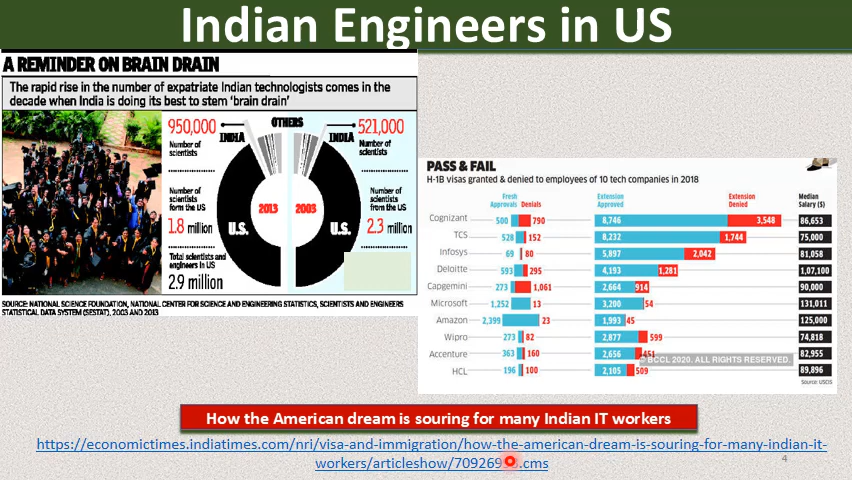 Indian Engineers in US
A REMINDER ON BRAIN DRAIN
The rapid rise in the number of expatriate Indian technologists comes in the
decade when India is doing its best to stem 'brain drain'
950,000
Number of
scientists
Number of
scientists
form the US
1.8 million
Total scientists and
engineers in US
2.9 million
OTHERS
INDIA
INDIA
U.S.
2013
2003
U.S.
521,000
Number of
scientists
Number of
scientists
from the US
2.3 million
SOURCE: NATIONAL SCIENCE FOUNDATION, NATIONAL CENTER FOR SCIENCE AND ENGINEERING STATISTICS, SCIENTISTS AND ENGINEERS
STATISTICAL DATA SYSTEM (SESTAT), 2003 AND 2013
PASS & FAIL
H-1B visas granted & denied to employees of 10 tech companies in 2018
Fresh
Approvals Denials
Extension
Approved
Extension
Denied
Median
Salary ($)
Cognizant 500 790 8,746 3,548 86,653
TCS 528 152 8,232 1,744 75,000
Infosys 69 80 5,897 2,042 81,058
Deloitte 593 295 4,193 1,281 1,07,100
Capgemini 273 1,061 2,664 914 90,000
Microsoft 1,252 13 3,200 54 131,011
Amazon 2,399 23 1,993 45 125,000
Wipro 273 82 2,877 599 74,818
Accenture 363 160 2,656 451 82,955
© BCCL 2020. ALL RIGHTS RESERVED.
HCL 196 100 2,105 509 89,896
Source: USCIS
How the American dream is souring for many Indian IT workers
https://economictimes.indiatimes.com/nri/visa-and-immigration/how-the-american-dream-is-souring-for-many-indian-it-
workers/articleshow/709269 .cms
4